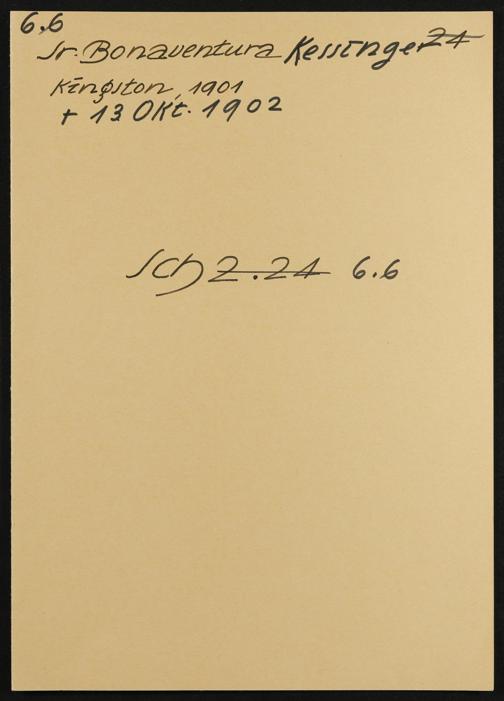 6.6
Sr. Bonaventura Kessinger 24
Kingston, 1901
+ 13 Okt. 1902
Sch 2.24 6.6